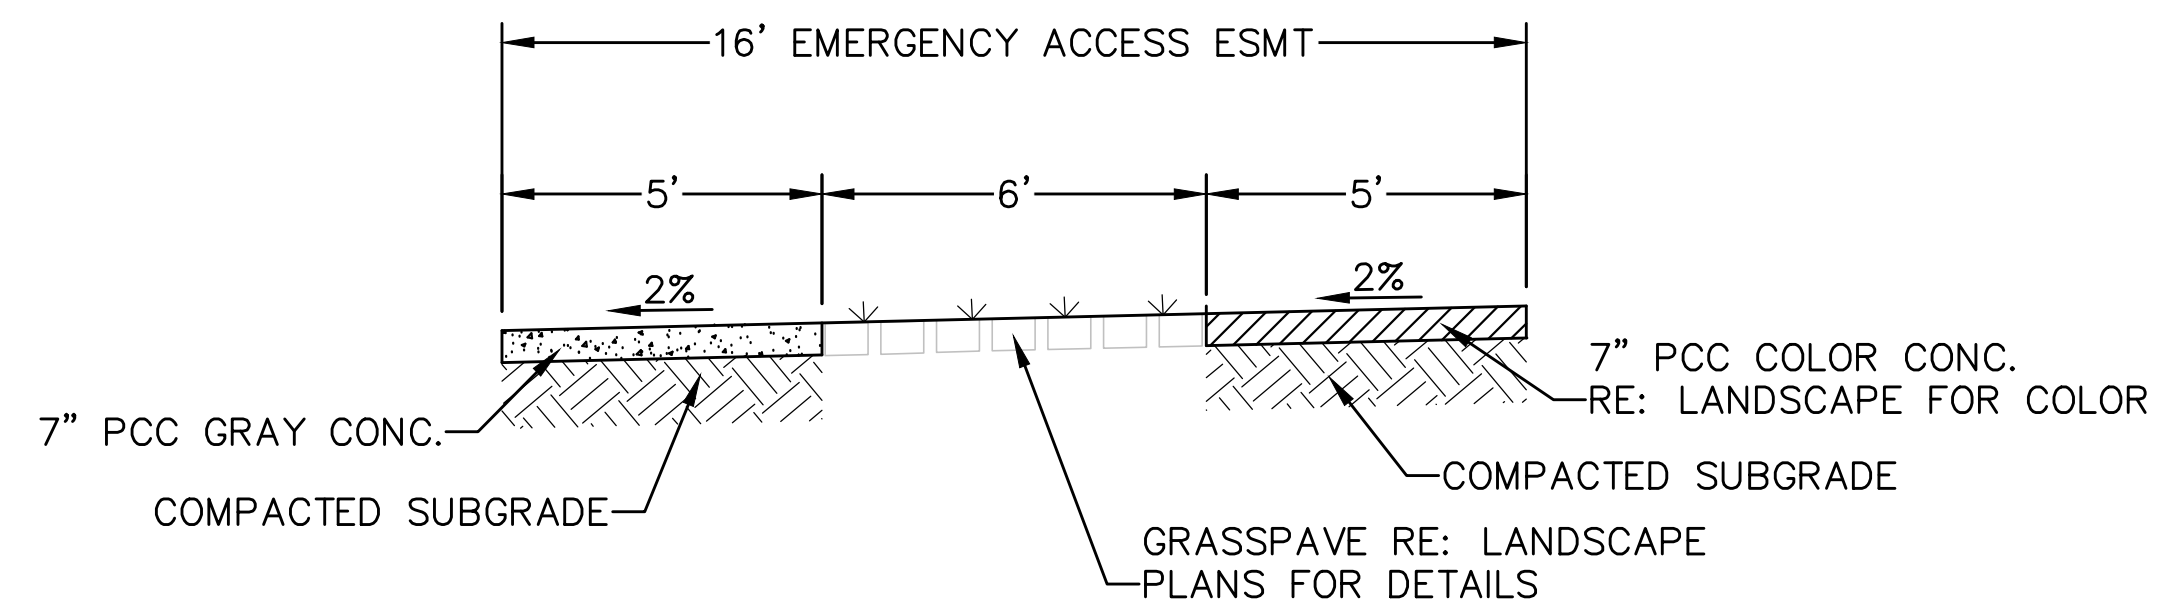 16’ EMERGENCY ACCESS ESMT
5’
6’
5’
2%
2%
7” PCC GRAY CONC.
COMPACTED SUBGRADE
7” PCC COLOR CONC.
RE: LANDSCAPE FOR COLOR
COMPACTED SUBGRADE
GRASSPAVE RE: LANDSCAPE
PLANS FOR DETAILS